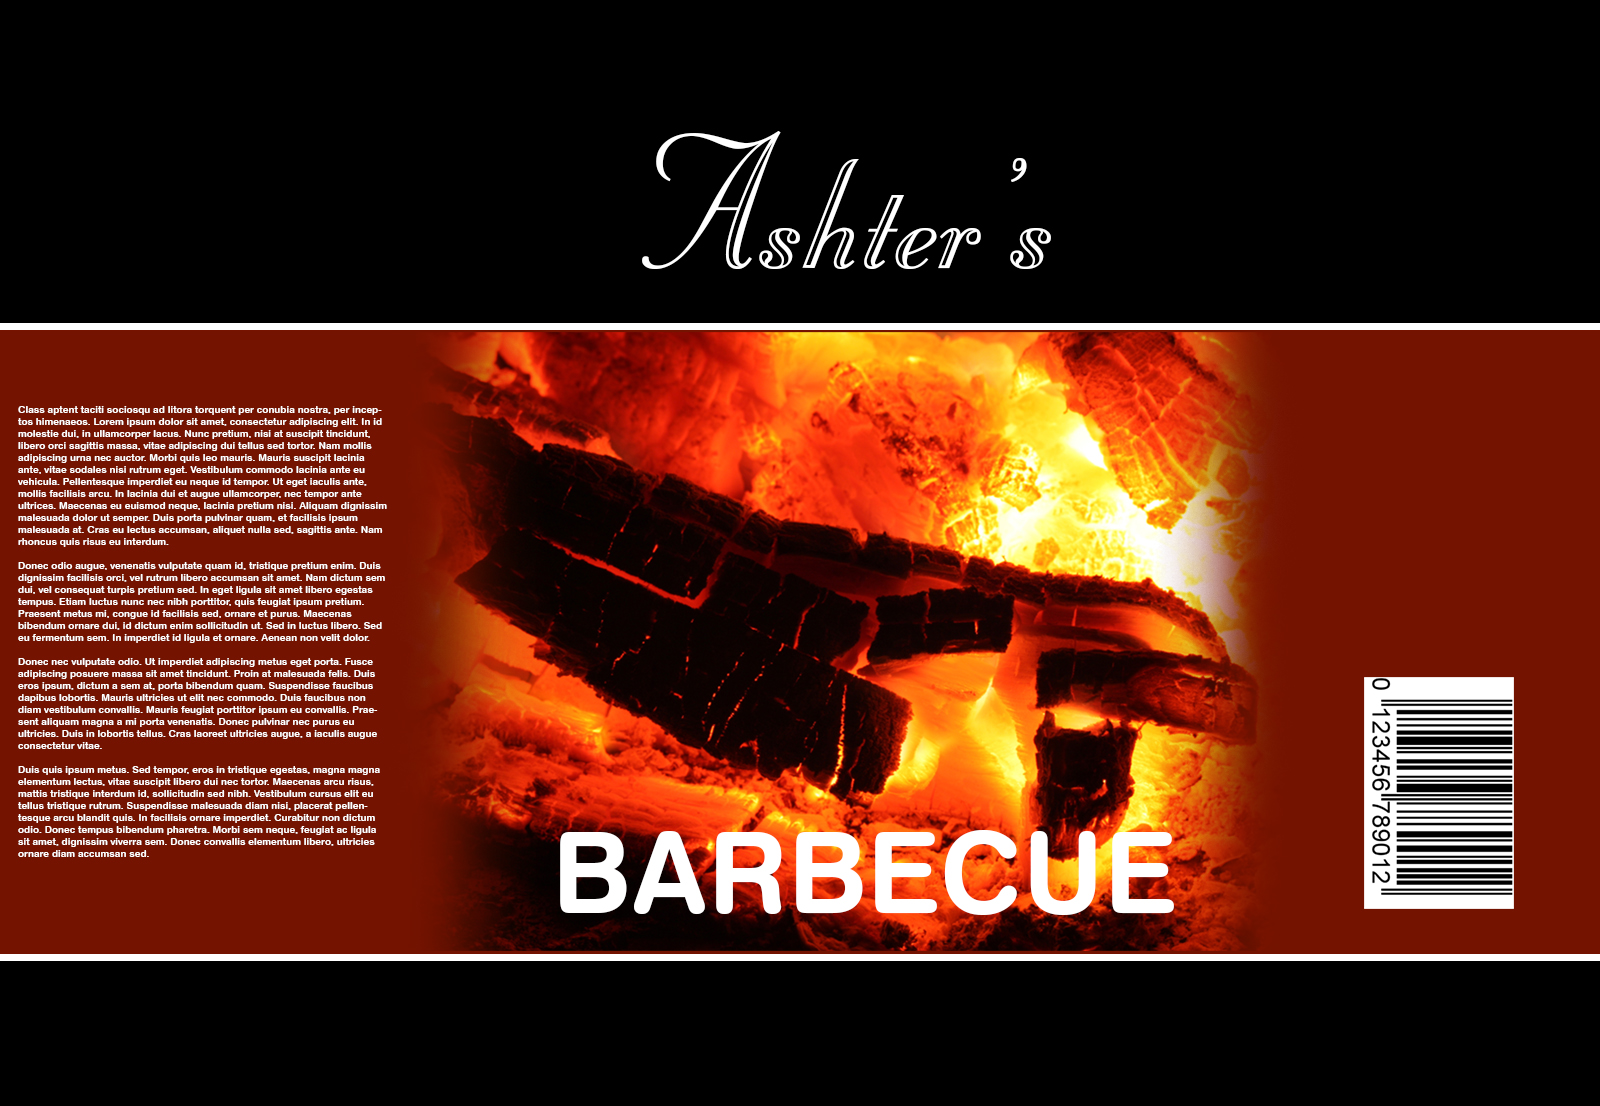 Ashter's
Class aptent taciti sociosqu ad litora torquent per conubia nostra, per incep-
tos himenaeos. Lorem ipsum dolor sit amet, consectetur adipiscing elit. In id
molestie dui, in ullamcorper lacus. Nunc pretium, nisi at suscipit tincidunt,
libero orci sagittis massa, vitae adipiscing dui tellus sed tortor. Nam mollis
adipiscing urna nec auctor. Morbi quis leo mauris. Mauris suscipit lacinia
ante, vitae sodales nisi rutrum eget. Vestibulum commodo lacinia ante eu
vehicula. Pellentesque imperdiet eu neque id tempor. Ut eget iaculis ante,
mollis facilisis arcu. In lacinia dui et augue ullamcorper, nec tempor ante
ultrices. Maecenas eu euismod neque, lacinia pretium nisi. Aliquam dignissim
malesuada dolor ut semper. Duis porta pulvinar quam, et facilisis ipsum
malesuada at. Cras eu lectus accumsan, aliquet nulla sed, sagittis ante. Nam
rhoncus quis risus eu interdum.
Donec odio augue, venenatis vulputate quam id, tristique pretium enim. Duis
dignissim facilisis orci, vel rutrum libero accumsan sit amet. Nam dictum sem
dui, vel consequat turpis pretium sed. In eget ligula sit amet libero egestas
tempus. Etiam luctus nunc nec nibh porttitor, quis feugiat ipsum pretium.
Praesent metus mi, congue id facilisis sed, ornare et purus. Maecenas
bibendum ornare dui, id dictum enim sollicitudin ut. Sed in luctus libero. Sed
eu fermentum sem. In imperdiet id ligula et ornare. Aenean non velit dolor.
Donec nec vulputate odio. Ut imperdiet adipiscing metus eget porta. Fusce
adipiscing posuere massa sit amet tincidunt. Proin at malesuada felis. Duis
eros ipsum, dictum a sem at, porta bibendum quam. Suspendisse faucibus
dapibus lobortis. Mauris ultricies ut elit nec commodo. Duis faucibus non
diam vestibulum convallis. Mauris feugiat porttitor ipsum eu convallis. Prae-
sent aliquam magna a mi porta venenatis. Donec pulvinar nec purus eu
ultricies. Duis in lobortis tellus. Cras laoreet ultricies augue, a iaculis augue
consectetur vitae.
Duis quis ipsum metus. Sed tempor, eros in tristique egestas, magna magna
elementum lectus, vitae suscipit libero dui nec tortor. Maecenas arcu risus,
mattis tristique interdum id, sollicitudin sed nibh. Vestibulum cursus elit eu
tellus tristique rutrum. Suspendisse malesuada diam nisi, placerat pellen-
tesque arcu blandit quis. In facilisis ornare imperdiet. Curabitur non dictum
odio. Donec tempus bibendum pharetra. Morbi sem neque, feugiat ac ligula
sit amet, dignissim viverra sem. Donec convallis elementum libero, ultricies
ornare diam accumsan sed.
BARBECUE
0 123456 789012